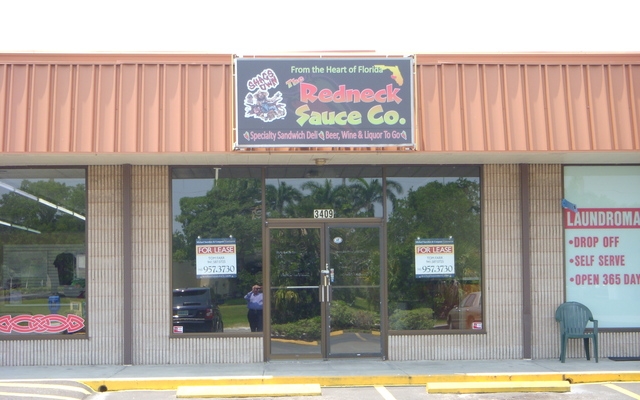 From the Heart of Florida
The
Redneck
Sauce Co.
Specialty Sandwich Deli Beer, Wine & Liquor To Go
3409
FOR LEASE
957.3730
FOR LEASE
957.3730
LAUNDROMA
• DROP OFF
• SELF SERVE
• OPEN 365 DAY